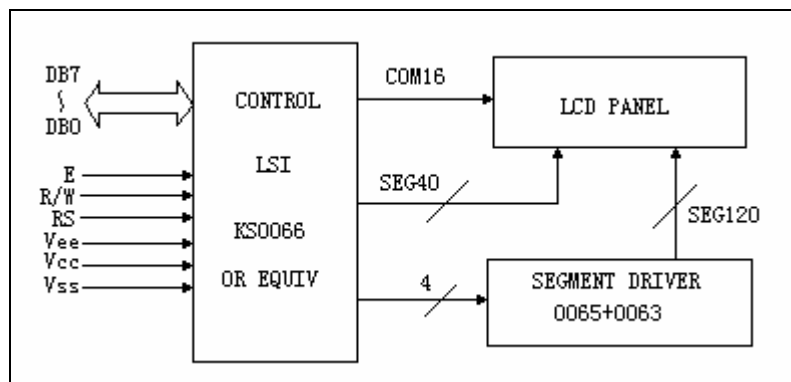 DB7
~
DB0
E
R/W
RS
Vee
Vcc
Vss
CONTROL
LSI
KS0066
OR EQUIV
COM16
SEG40
4
LCD PANEL
SEG120
SEGMENT DRIVER
0065+0063